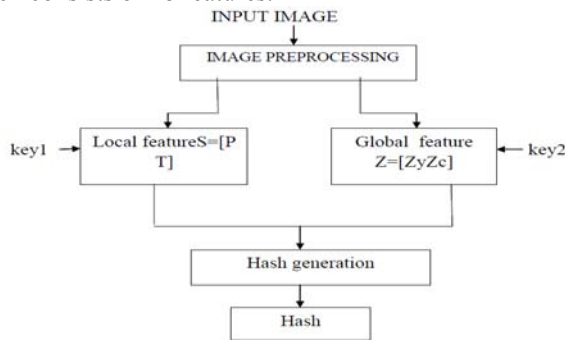 INPUT IMAGE
IMAGE PREPROCESSING
Local featureS=[P
T]
key1
Global feature
Z=[ZyZc]
key2
Hash generation
Hash